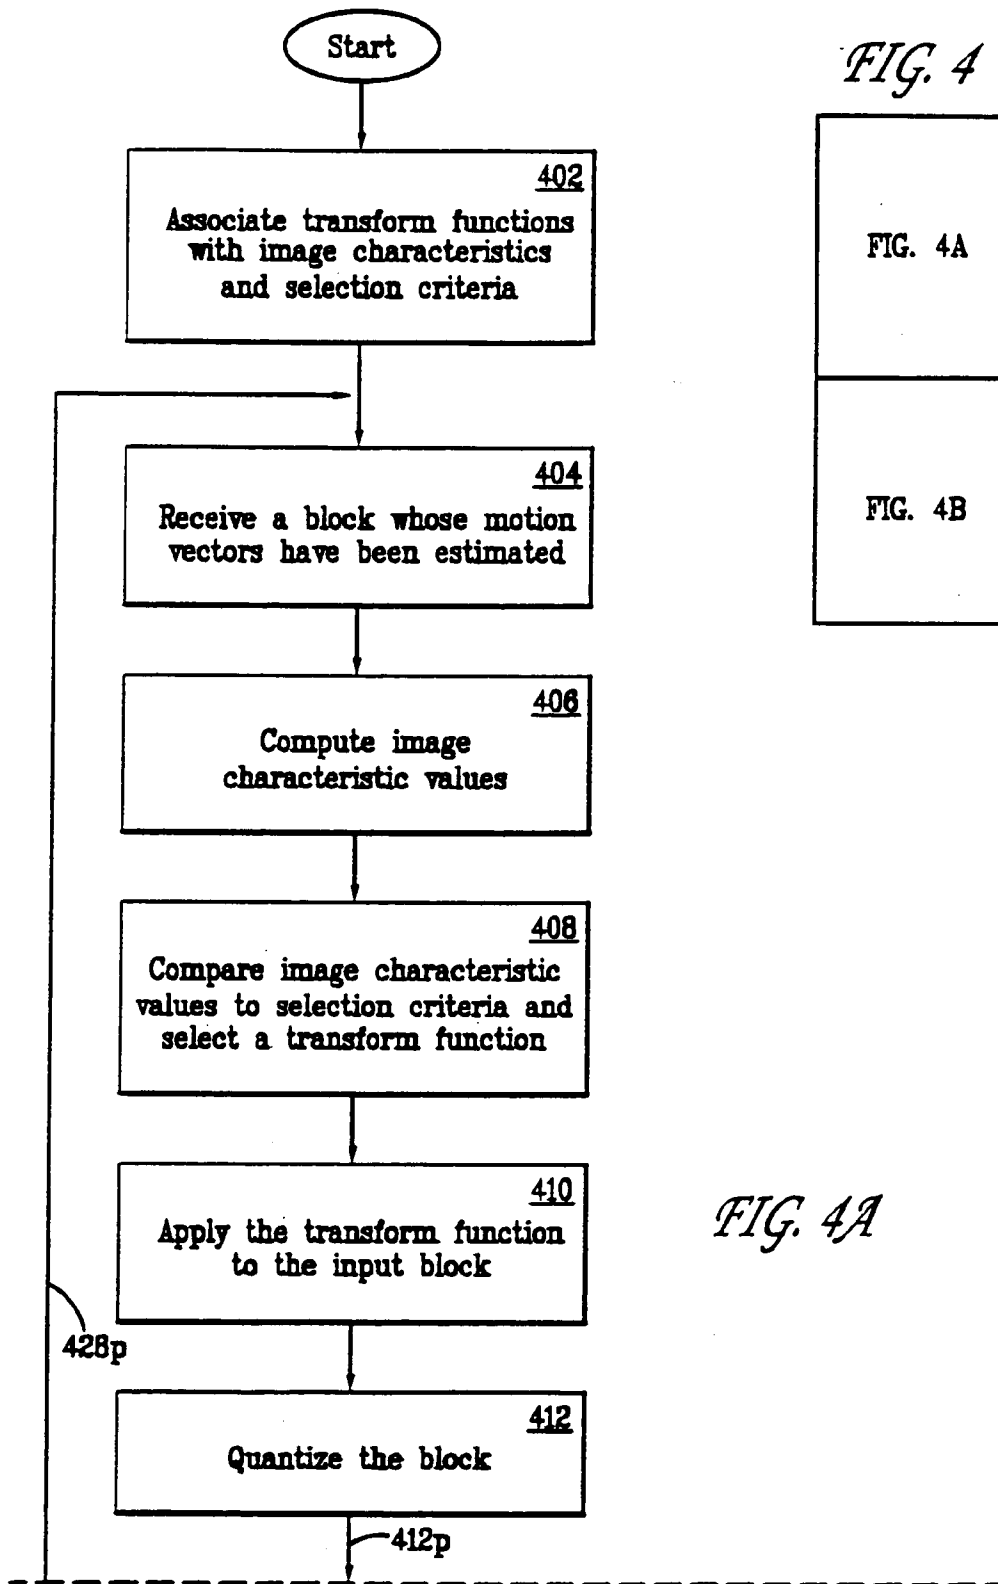 Start
FIG. 4
402
Associate transform functions
with image characteristics
and selection criteria
FIG. 4A
404
Receive a block whose motion
vectors have been estimated
FIG. 4B
406
Compute image
characteristic values
408
Compare image characteristic
values to selection criteria and
select a transform function
410
Apply the transform function
to the input block
FIG. 4A
428p
412
Quantize the block
412p